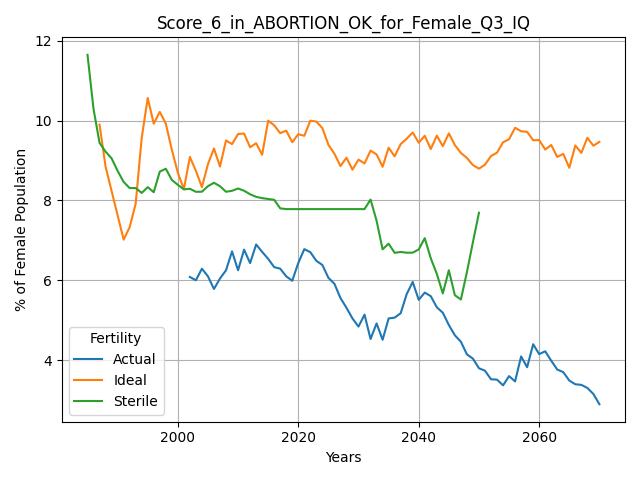 Score_6_in_ABORTION_OK_for_Female_Q3_IQ
% of Female Population
12
10
8
6
4
Fertility
Actual
Ideal
Sterile
2000
2020
2040
2060
Years